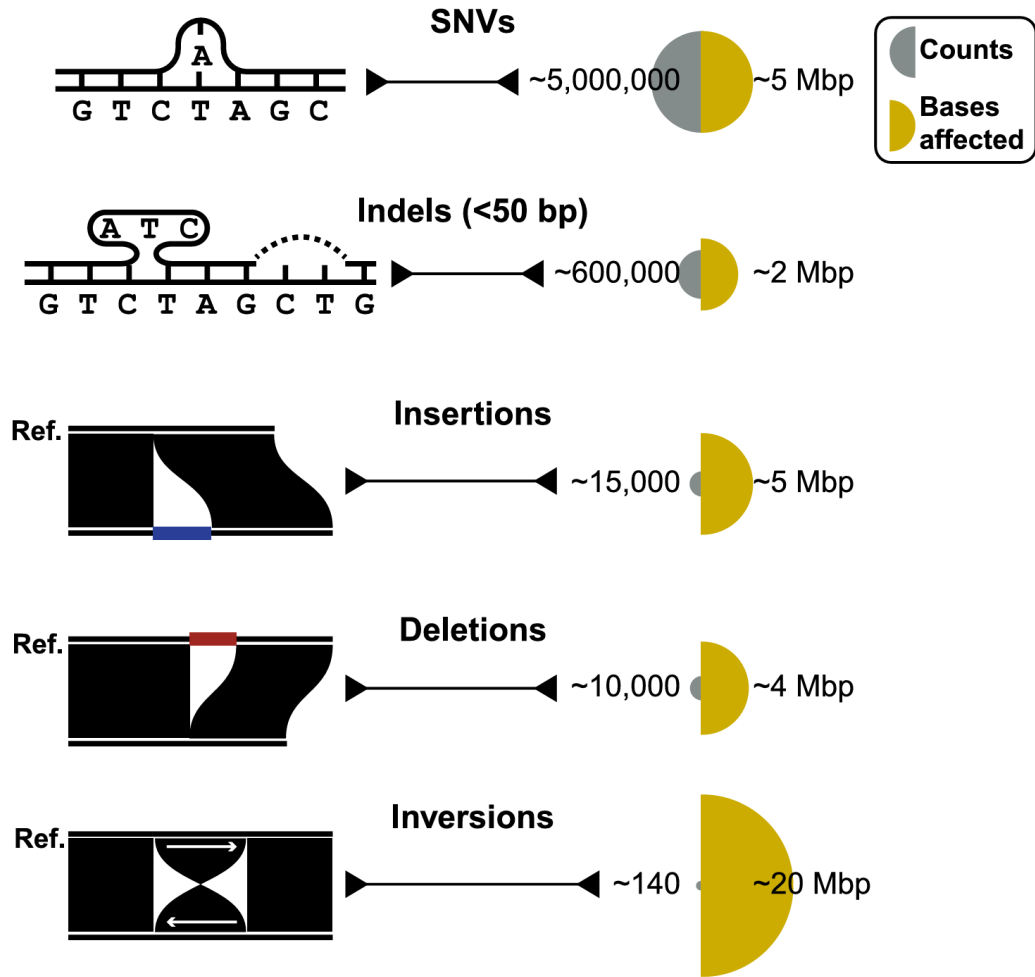 SNVs
A
G T C T A G C
~5,000,000
~5 Mbp
Counts
Bases
affected
Indels (<50 bp)
A T C
G T C T A G C T G
~600,000
~2 Mbp
Insertions
Ref.
~15,000
~5 Mbp
Deletions
Ref.
~10,000
~4 Mbp
Inversions
Ref.
~140
~20 Mbp